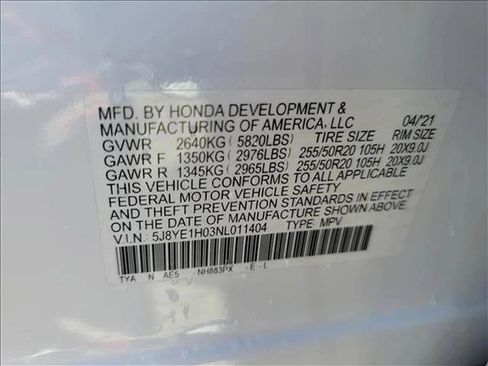 MFD. BY HONDA DEVELOPMENT & 04/21
MANUFACTURING OF AMERICA, LLC
GVWR 2640KG ( 5820LBS) TIRE SIZE RIM SIZE
GAWR F 1350KG ( 2976LBS) 255/50R20 105H 20X9.0J
GAWR R 1345KG ( 2965LBS) 255/50R20 105H 20X9.0J
THIS VEHICLE CONFORMS TO ALL APPLICABLE
FEDERAL MOTOR VEHICLE SAFETY
AND THEFT PREVENTION STANDARDS IN EFFECT
ON THE DATE OF MANUFACTURE SHOWN ABOVE.
V.I.N.: 5J8YE1H03NL011404 TYPE: MPV
TYA N AE5 NH883PX -E-L